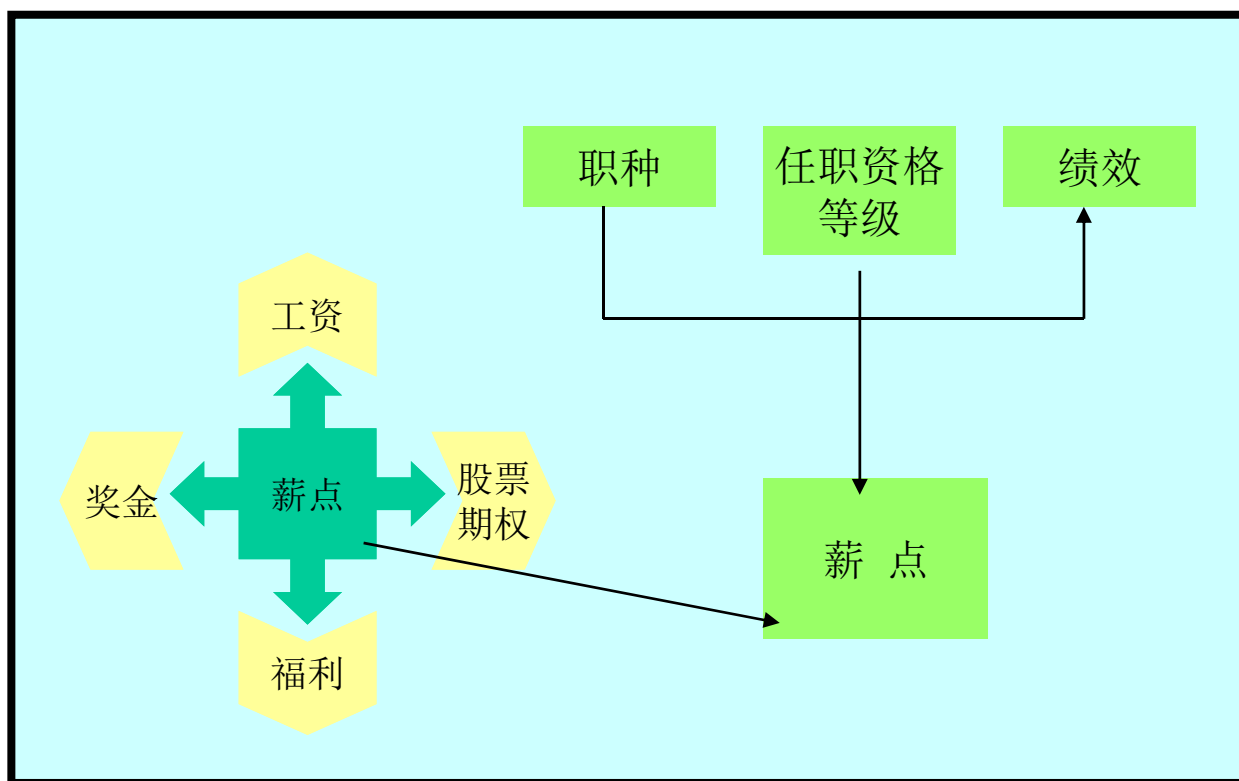 职种
任职资格
等级
绩效
工资
奖金
薪点
股票
期权
福利
薪 点